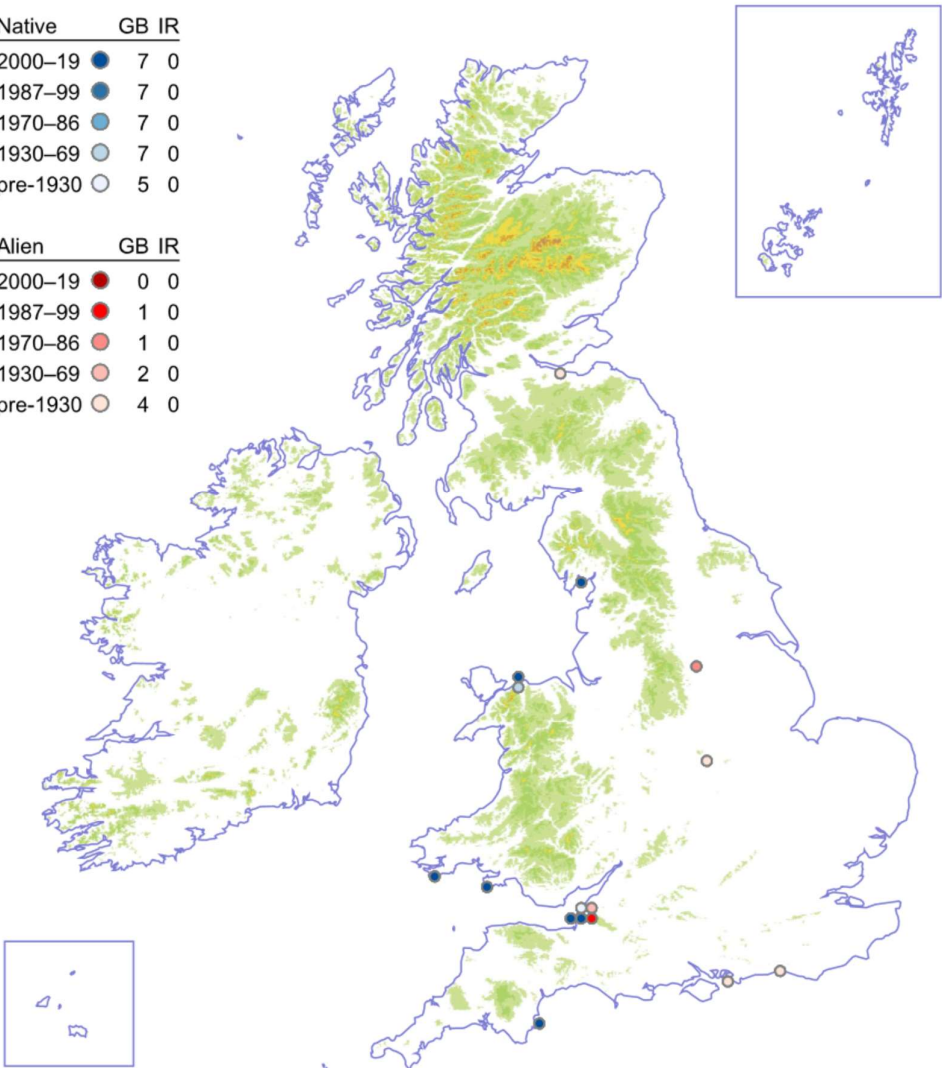 Native GB IR
2000–19 7 0
1987–99 7 0
1970–86 7 0
1930–69 7 0
pre-1930 5 0
Alien GB IR
2000–19 0 0
1987–99 1 0
1970–86 1 0
1930–69 2 0
pre-1930 4 0